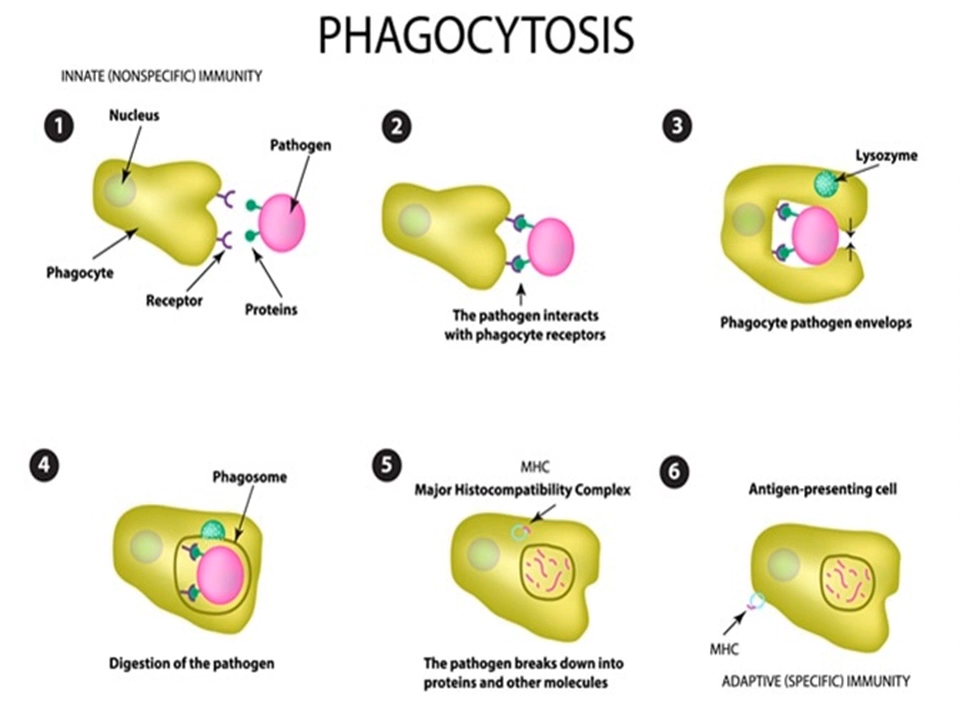 PHAGOCYTOSIS
INNATE (NONSPECIFIC) IMMUNITY
1
Nucleus
Pathogen
Phagocyte
Receptor
Proteins
2
The pathogen interacts
with phagocyte receptors
3
Lysozyme
Phagocyte pathogen envelops
4
Phagosome
Digestion of the pathogen
5
MHC
Major Histocompatibility Complex
The pathogen breaks down into
proteins and other molecules
6
Antigen-presenting cell
MHC
ADAPTIVE (SPECIFIC) IMMUNITY